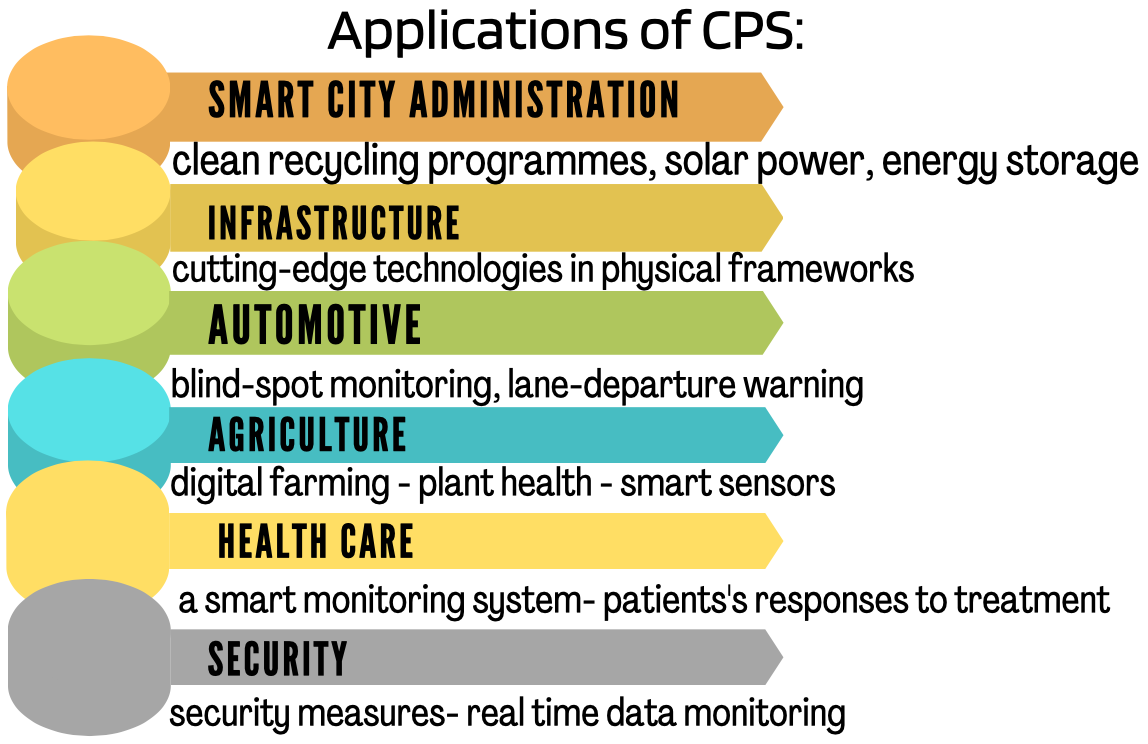 Applications of CPS:
SMART CITY ADMINISTRATION
clean recycling programmes, solar power, energy storage
INFRASTRUCTURE
cutting-edge technologies in physical frameworks
AUTOMOTIVE
blind-spot monitoring, lane-departure warning
AGRICULTURE
digital farming - plant health - smart sensors
HEALTH CARE
a smart monitoring system- patients's responses to treatment
SECURITY
security measures- real time data monitoring